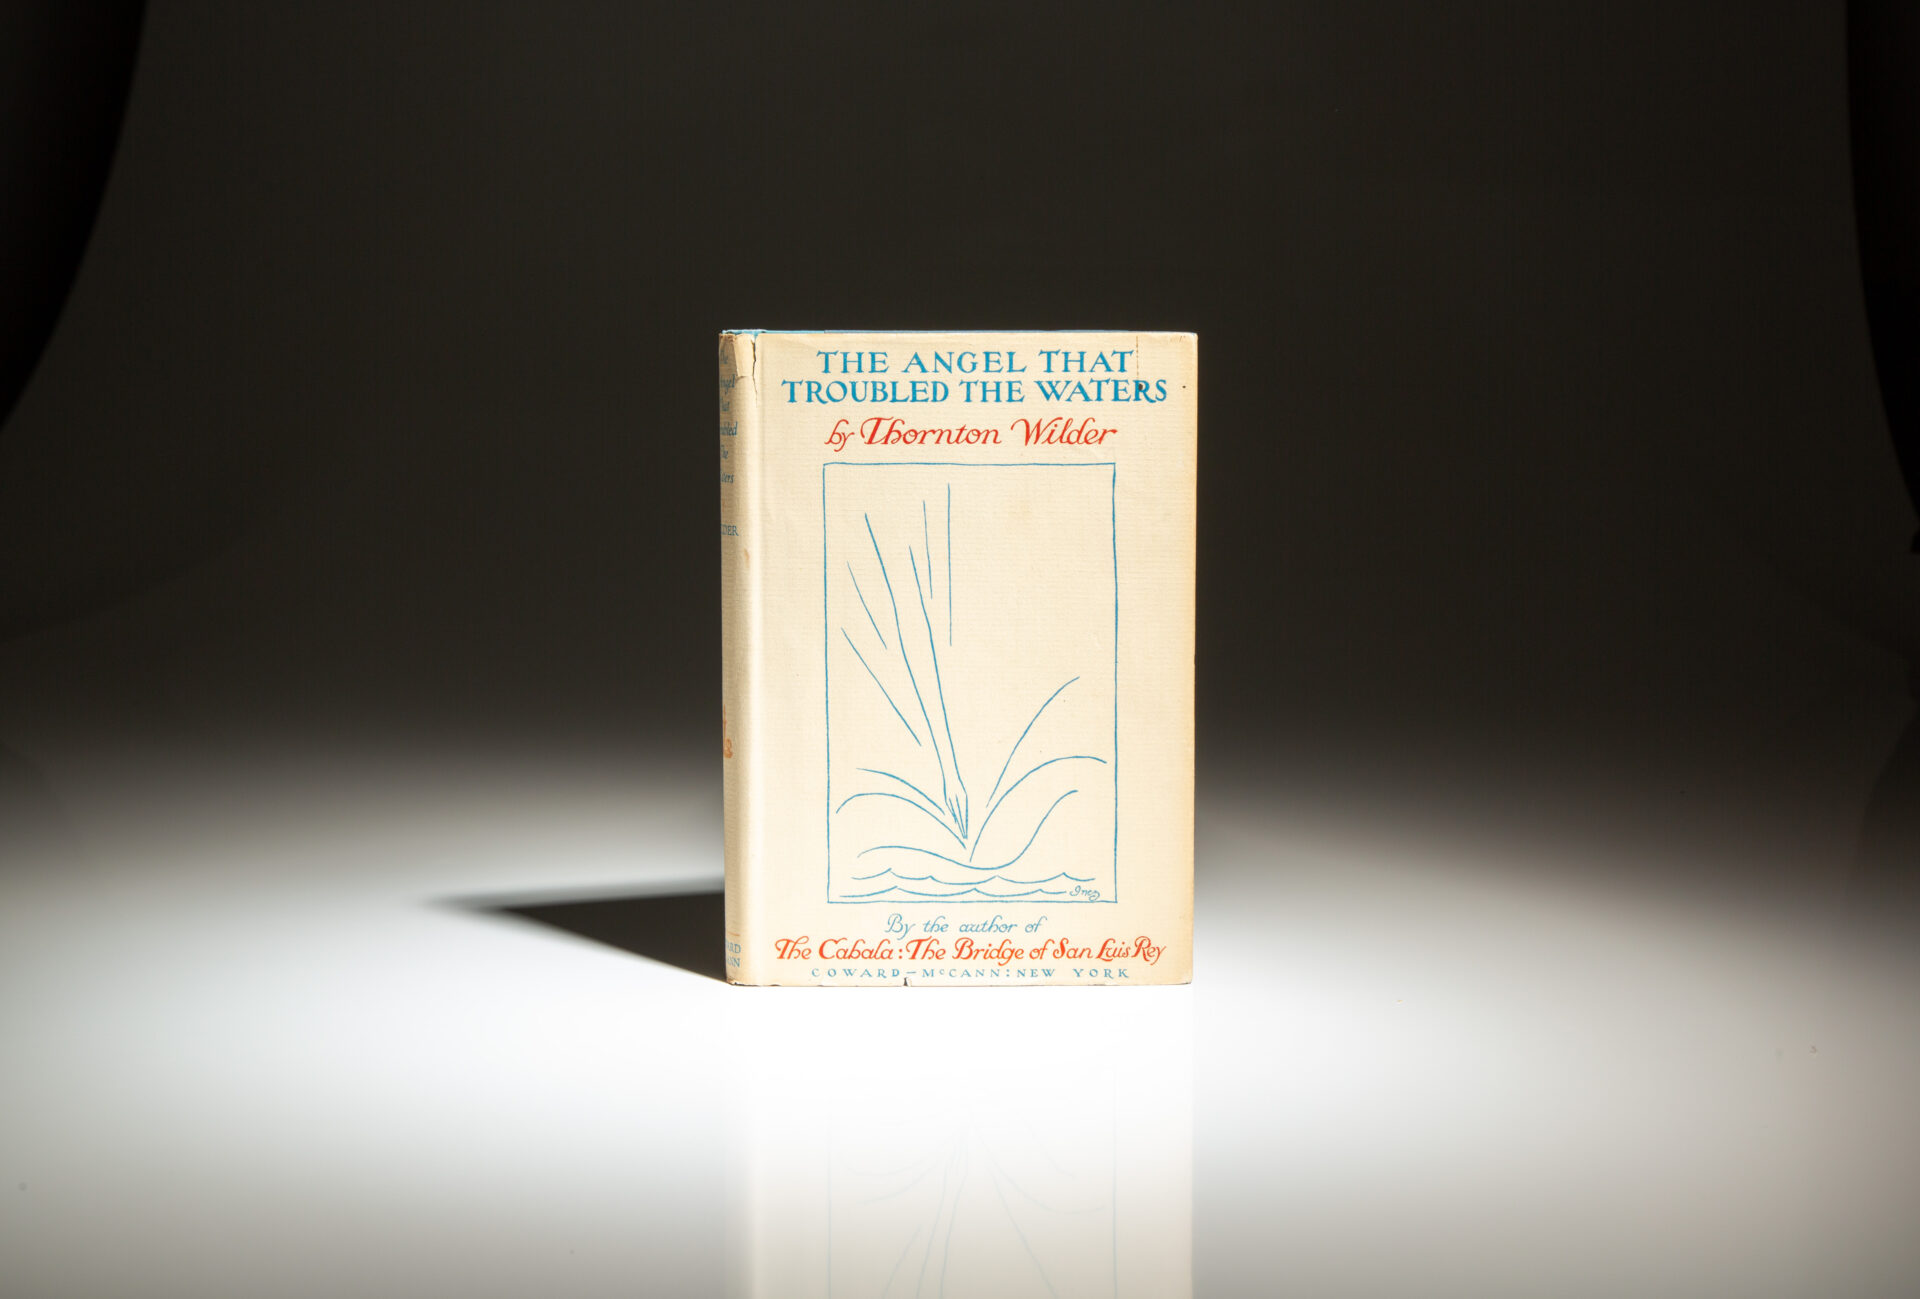 THE ANGEL THAT
TROUBLED THE WATERS
by Thornton Wilder
Inez
By the author of
The Cabala : The Bridge of San Luis Rey
COWARD-McCANN: NEW YORK